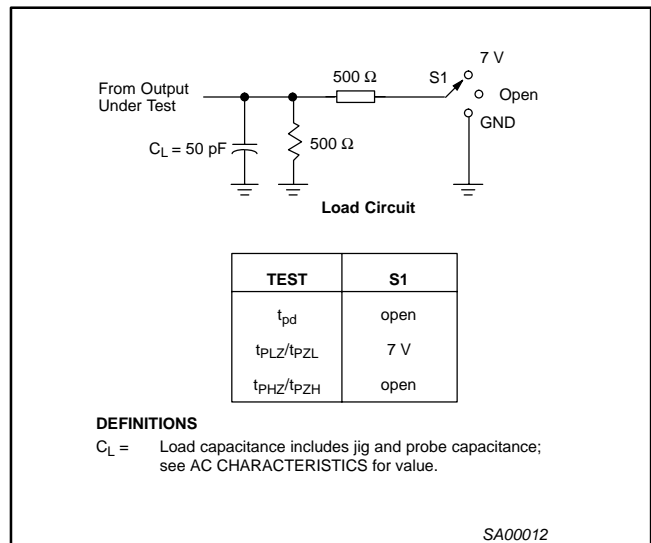 7 V
500 Ω
S1
From Output
Under Test
Open
GND
C_L = 50 pF
500 Ω
Load Circuit
TEST S1
t_pd open
t_PLZ/t_PZL 7 V
t_PHZ/t_PZH open
DEFINITIONS
C_L = Load capacitance includes jig and probe capacitance;
see AC CHARACTERISTICS for value.
SA00012